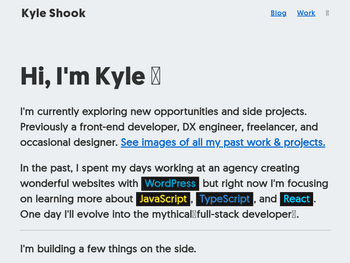 Kyle Shook
Blog Work
Hi, I'm Kyle
I'm currently exploring new opportunities and side projects.
Previously a front-end developer, DX engineer, freelancer, and
occasional designer. See images of all my past work & projects.
In the past, I spent my days working at an agency creating
wonderful websites with WordPress but right now I'm focusing
on learning more about JavaScript, TypeScript, and React.
One day I'll evolve into the mythical full-stack developer.
I'm building a few things on the side.